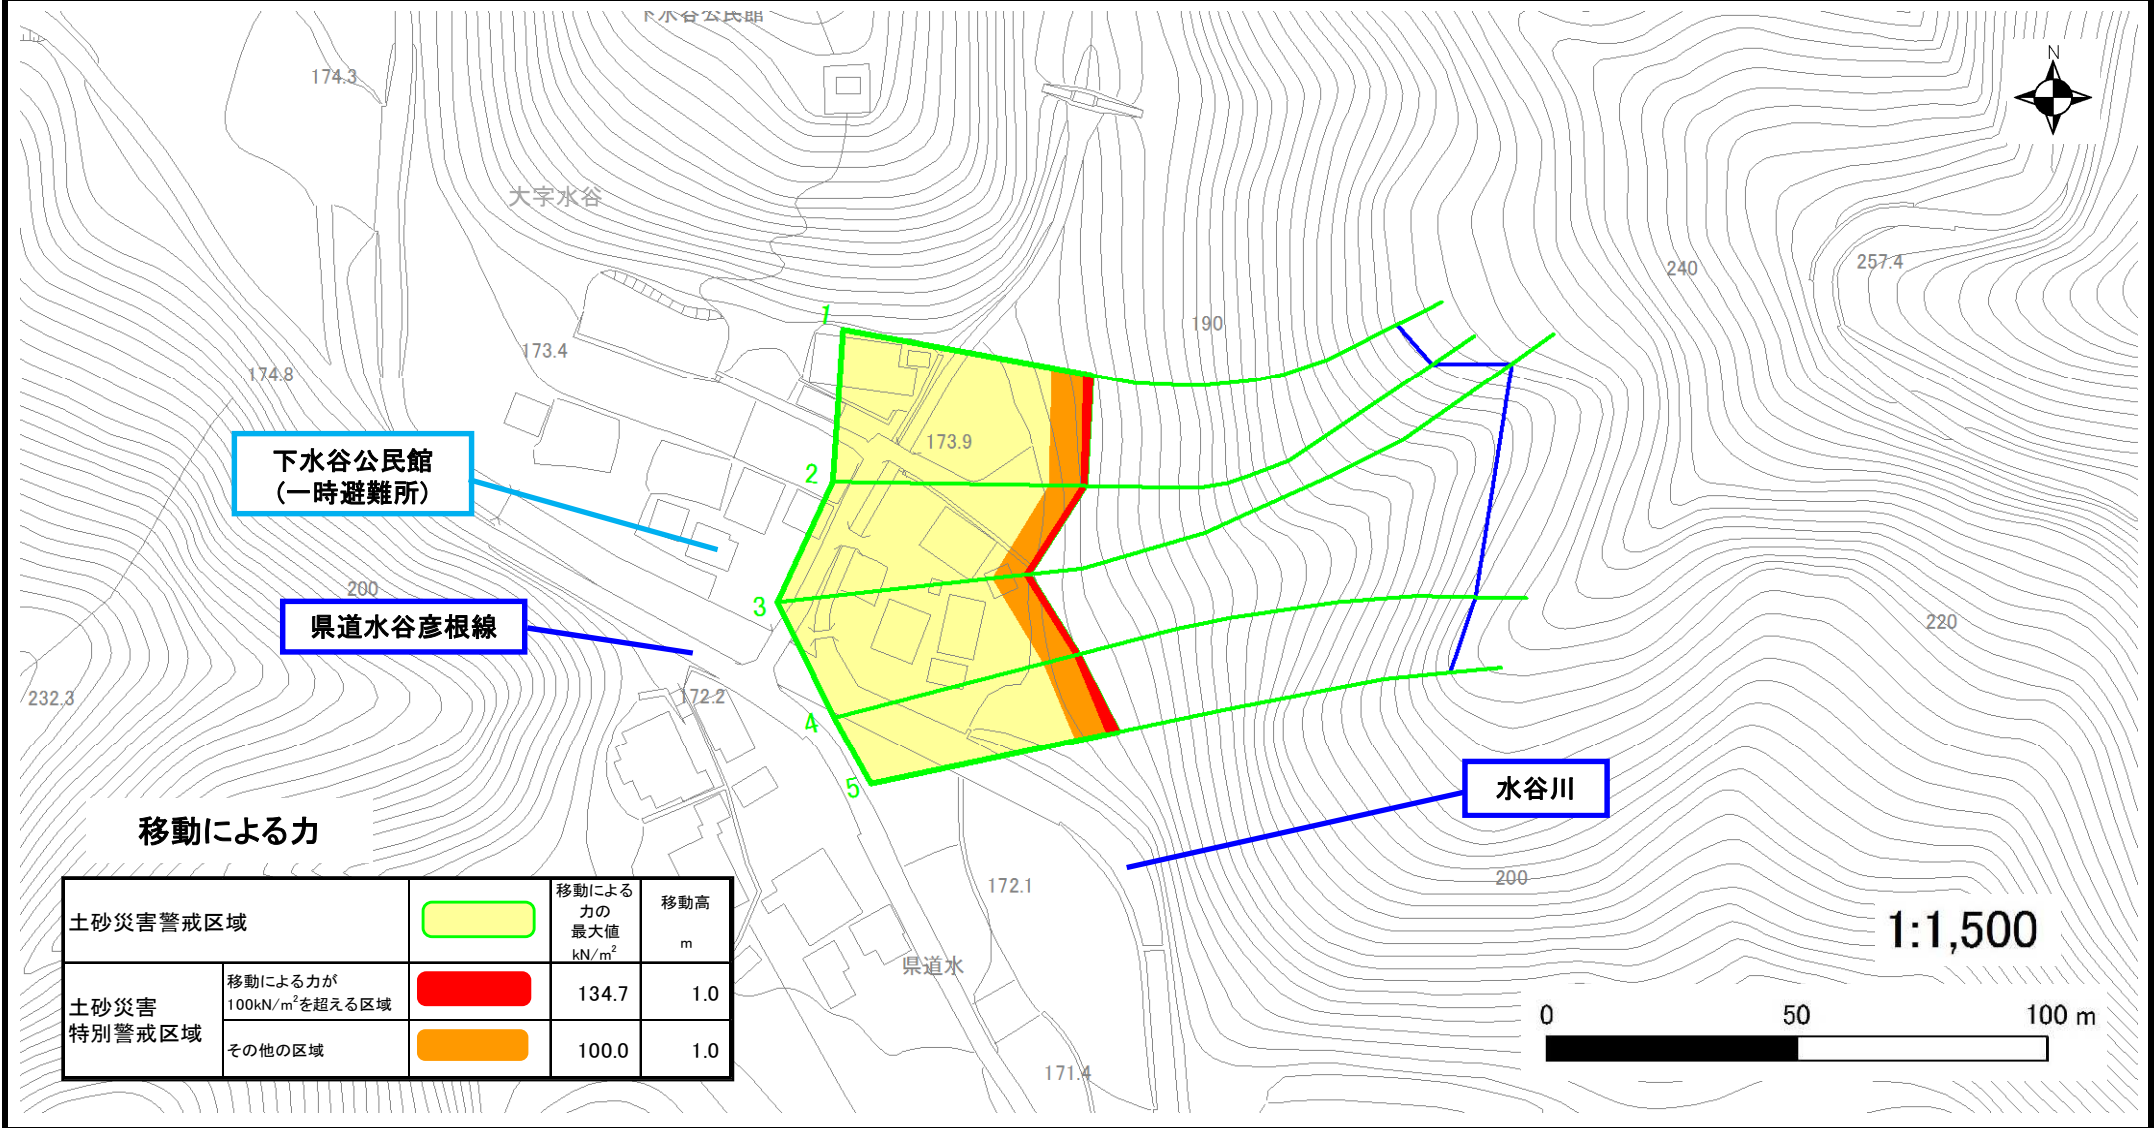 下水谷公民館
174.3
N
大字水谷
257.4
240
190
1
173.4
174.8
173.9
下水谷公民館
(一時避難所)
2
200
3
県道水谷彦根線
220
232.3
172.2
4
5
水谷川
移動による力
172.1
200
土砂災害警戒区域
移動による
力の
最大値
kN/m²
移動高
m
土砂災害
特別警戒区域
移動による力が
100kN/m²を超える区域
134.7
1.0
その他の区域
100.0
1.0
県道水
171.4
1:1,500
0 50 100 m